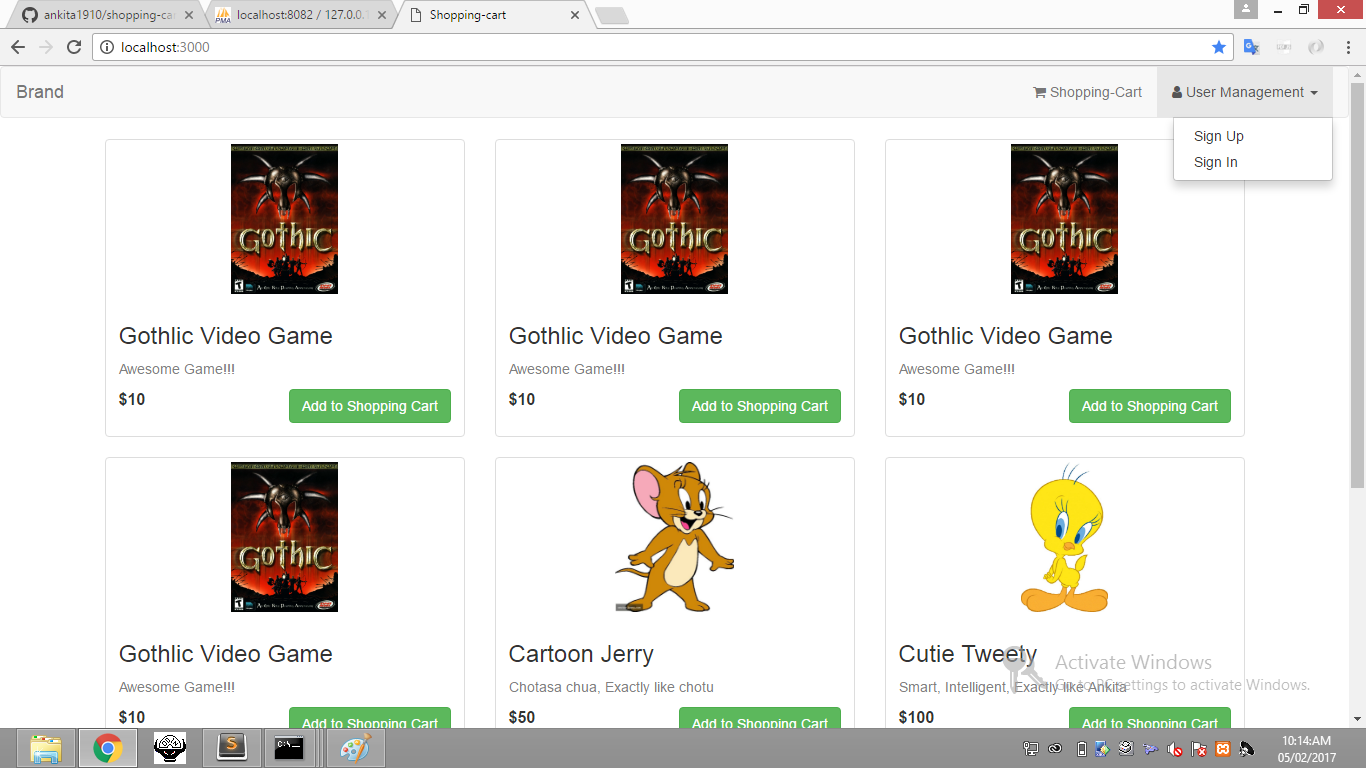 ankita1910/shopping-ca
localhost:8082 / 127.0.0.1
Shopping-cart
localhost:3000
Brand
Shopping-Cart
User Management
Sign Up
Sign In
GOTHIC
GOTHIC
GOTHIC
Gothlic Video Game
Gothlic Video Game
Gothlic Video Game
Awesome Game!!!
Awesome Game!!!
Awesome Game!!!
$10
Add to Shopping Cart
$10
Add to Shopping Cart
$10
Add to Shopping Cart
GOTHIC
Gothlic Video Game
Cartoon Jerry
Cutie Tweety
Awesome Game!!!
Chotasa chua, Exactly like chotu
Smart, Intelligent, Exactly like Ankita
$10
Add to Shopping Cart
$50
Add to Shopping Cart
$100
Add to Shopping Cart
Activate Windows
Go to PC settings to activate Windows.
10:14:AM
05/02/2017